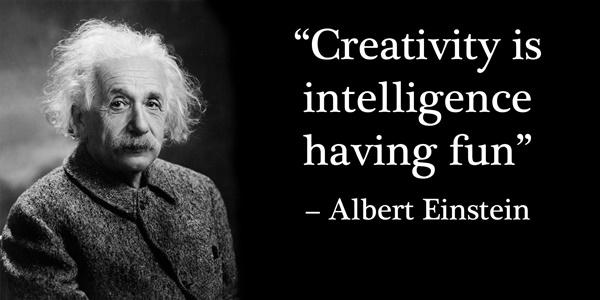 “Creativity is
intelligence
having fun”
– Albert Einstein